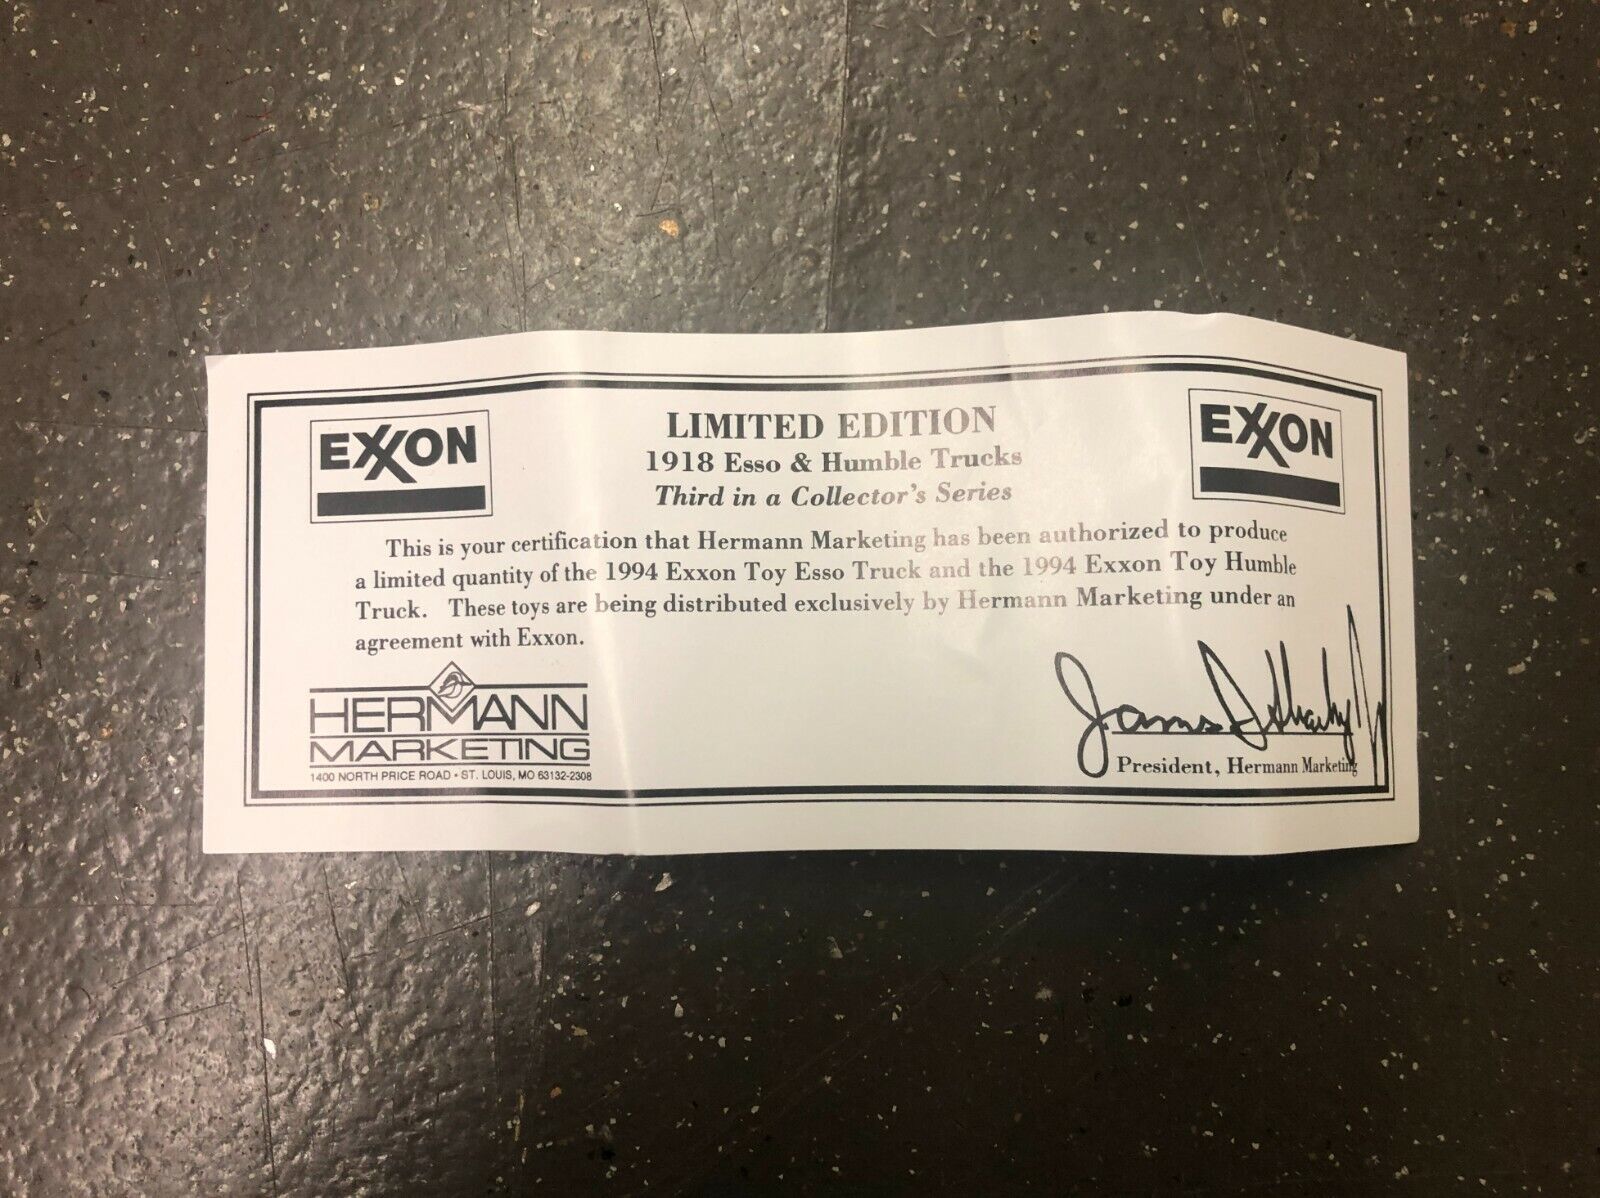 EXXON
LIMITED EDITION
EXXON
1918 Esso & Humble Trucks
Third in a Collector's Series
This is your certification that Hermann Marketing has been authorized to produce
a limited quantity of the 1994 Exxon Toy Esso Truck and the 1994 Exxon Toy Humble
Truck. These toys are being distributed exclusively by Hermann Marketing under an
agreement with Exxon.
HERMANN
MARKETING
1400 NORTH PRICE ROAD • ST. LOUIS, MO 63132-2308
James
President, Hermann Marketing